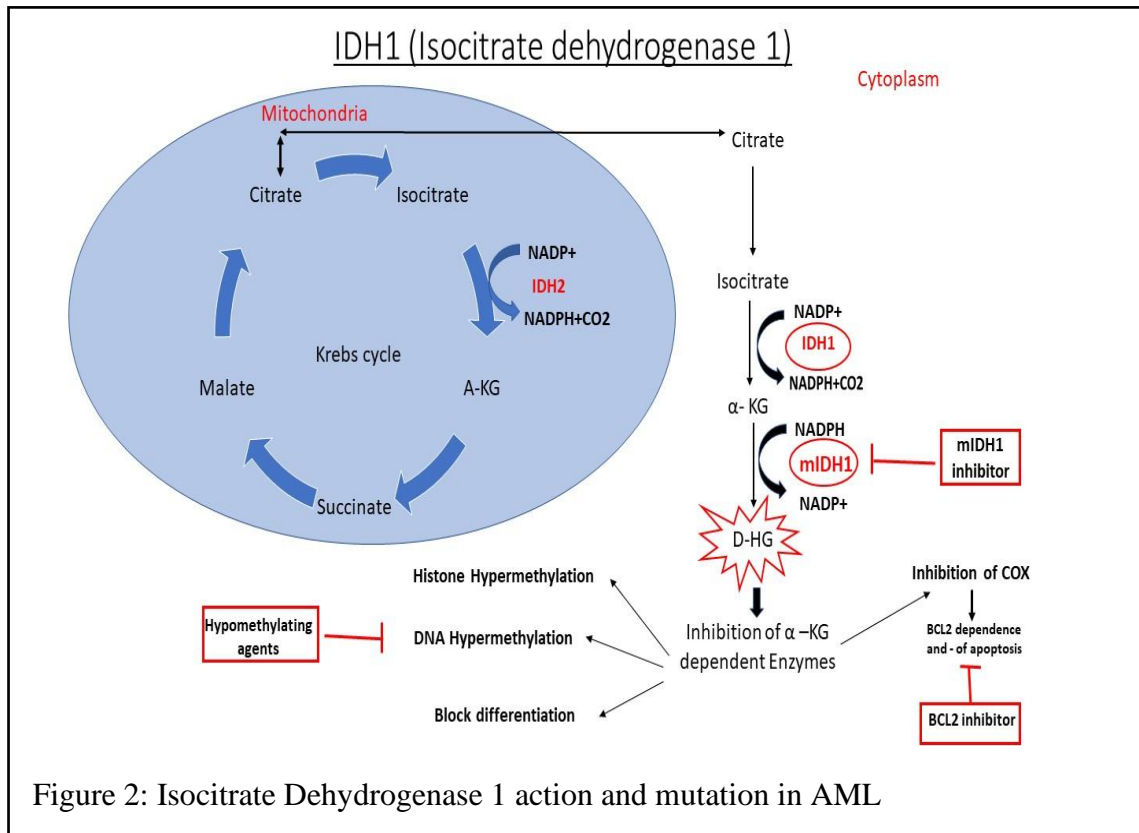 IDH1 (Isocitrate dehydrogenase 1)
Cytoplasm
Mitochondria
Citrate
Citrate
Isocitrate
NADP+
IDH2
NADPH+CO2
Krebs cycle
Malate
A-KG
Succinate
Isocitrate
NADP+
IDH1
NADPH+CO2
α- KG
NADPH
mIDH1
NADP+
mIDH1
inhibitor
D-HG
Histone Hypermethylation
Hypomethylating
agents
DNA Hypermethylation
Block differentiation
Inhibition of α –KG
dependent Enzymes
Inhibition of COX
BCL2 dependence
and - of apoptosis
BCL2 inhibitor
Figure 2: Isocitrate Dehydrogenase 1 action and mutation in AML